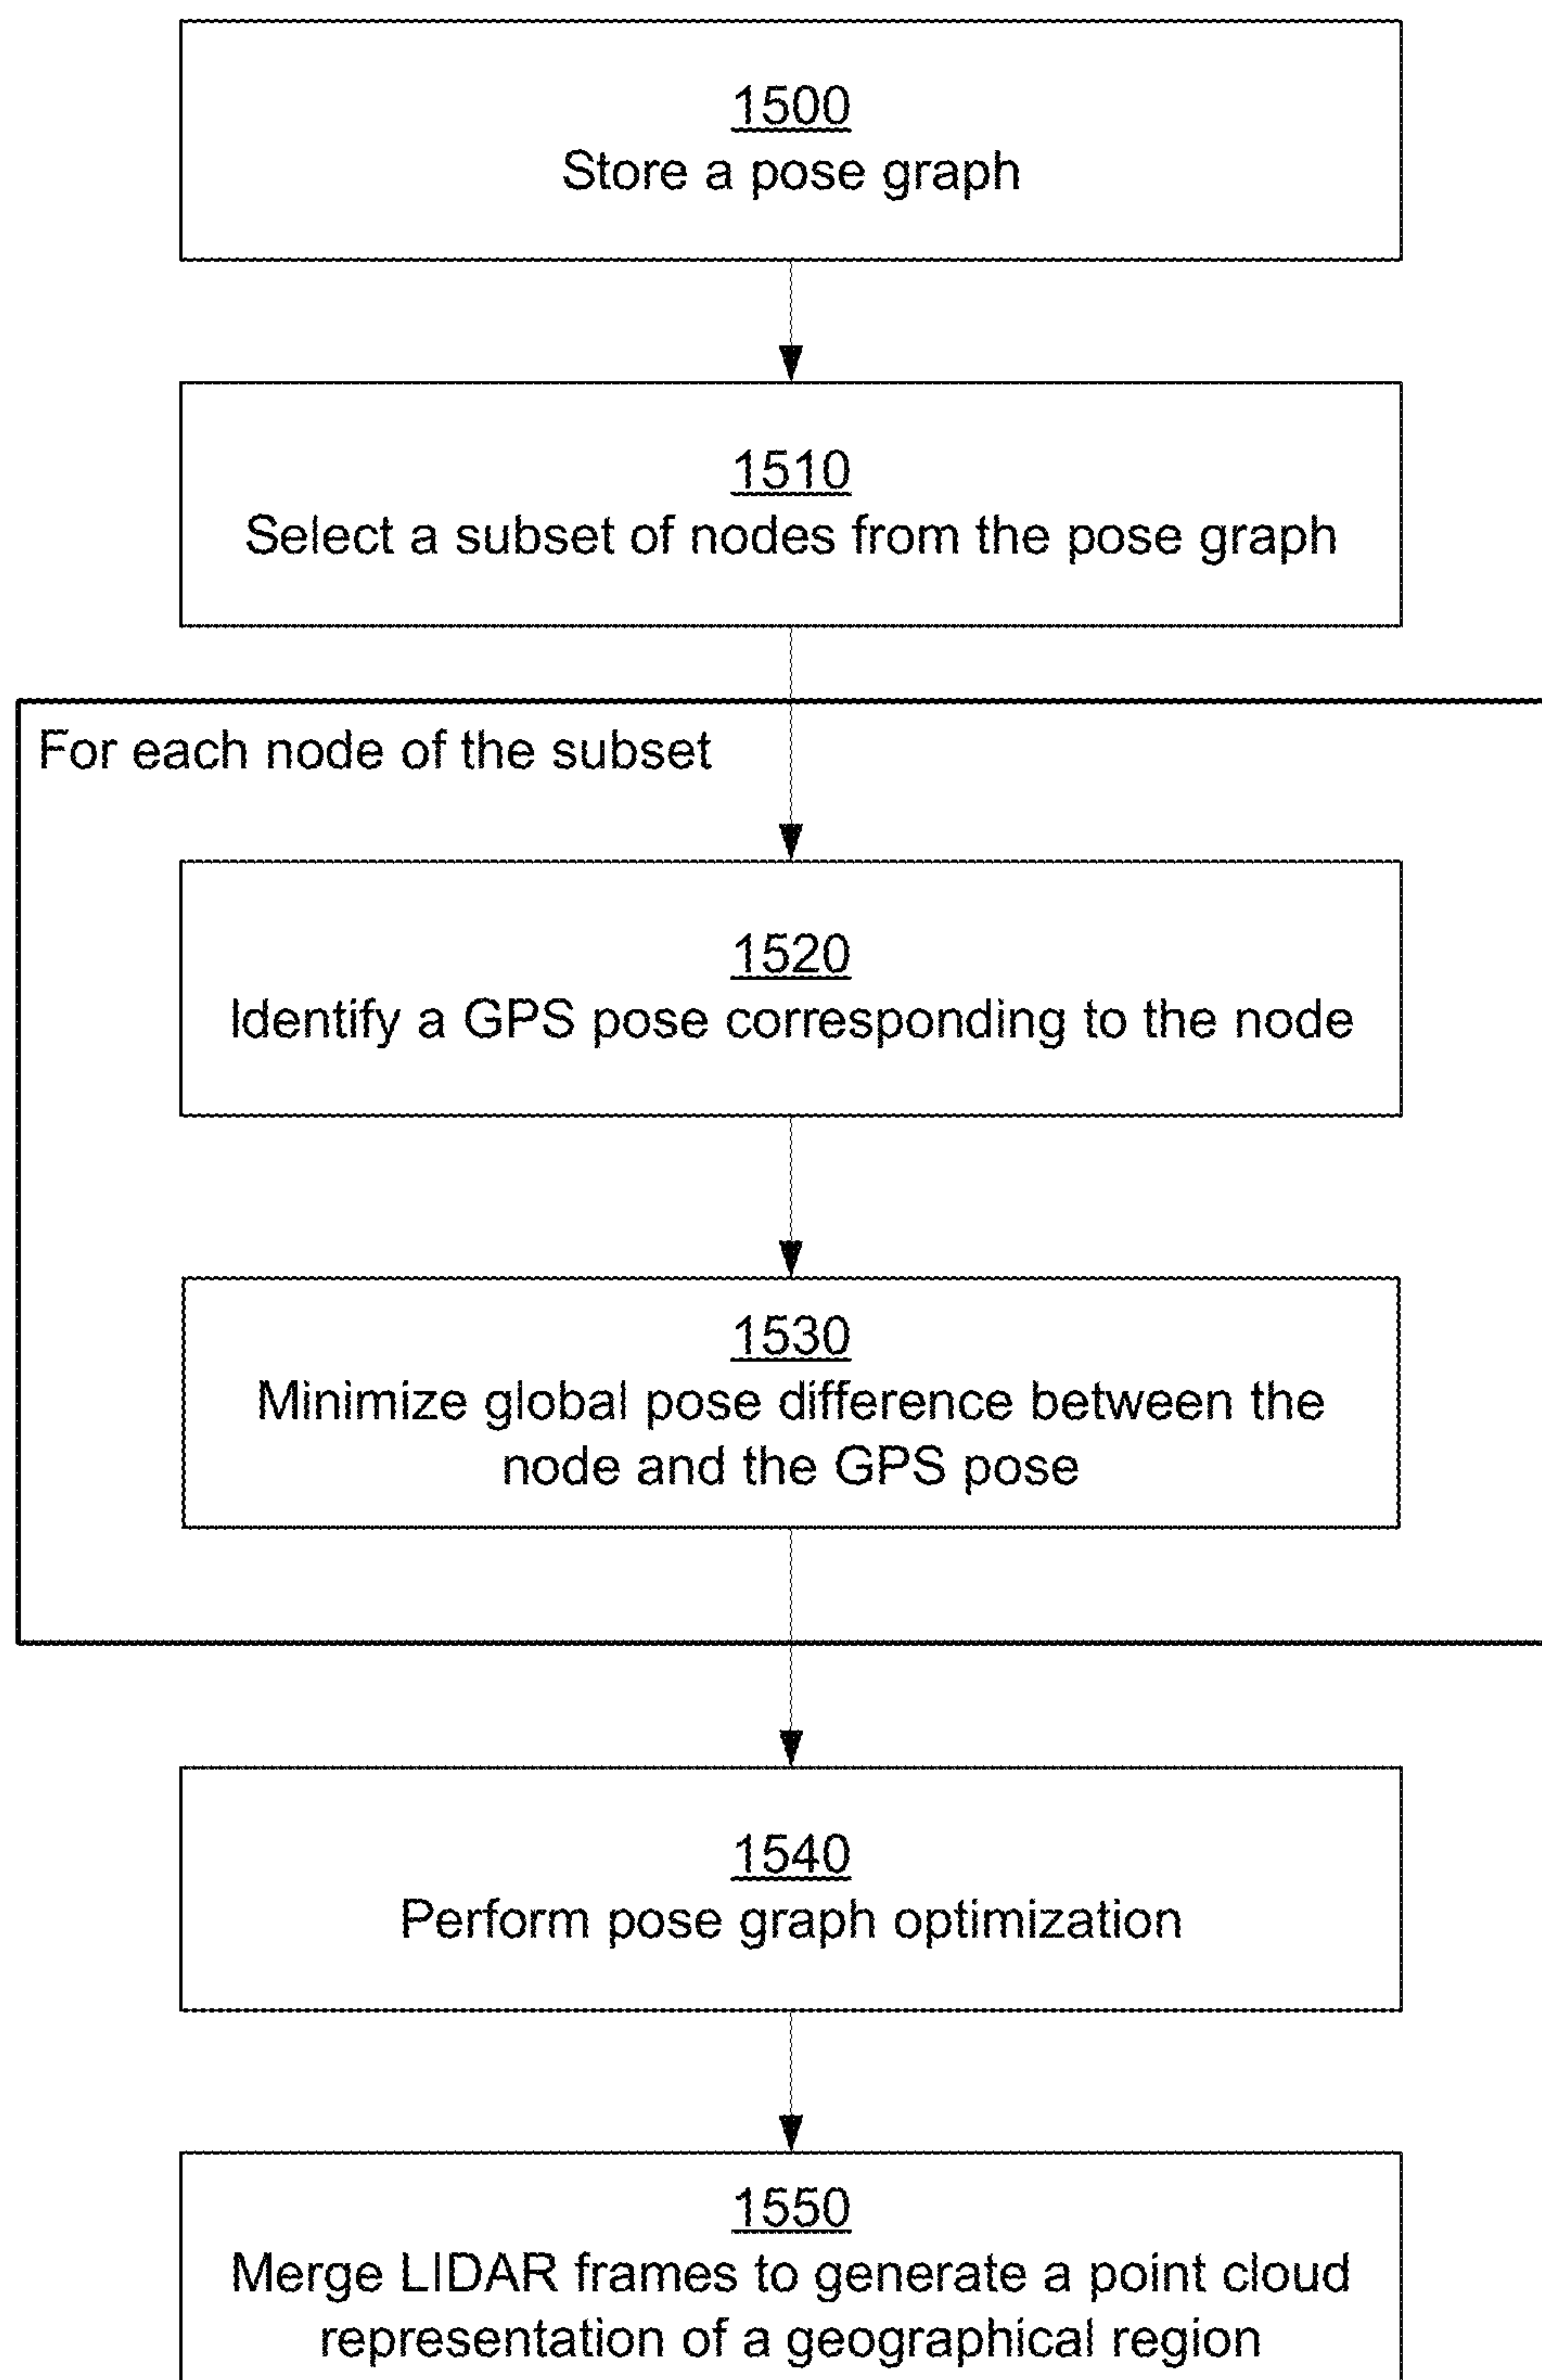 1500
Store a pose graph
1510
Select a subset of nodes from the pose graph
For each node of the subset
1520
Identify a GPS pose corresponding to the node
1530
Minimize global pose difference between the
node and the GPS pose
1540
Perform pose graph optimization
1550
Merge LIDAR frames to generate a point cloud
representation of a geographical region